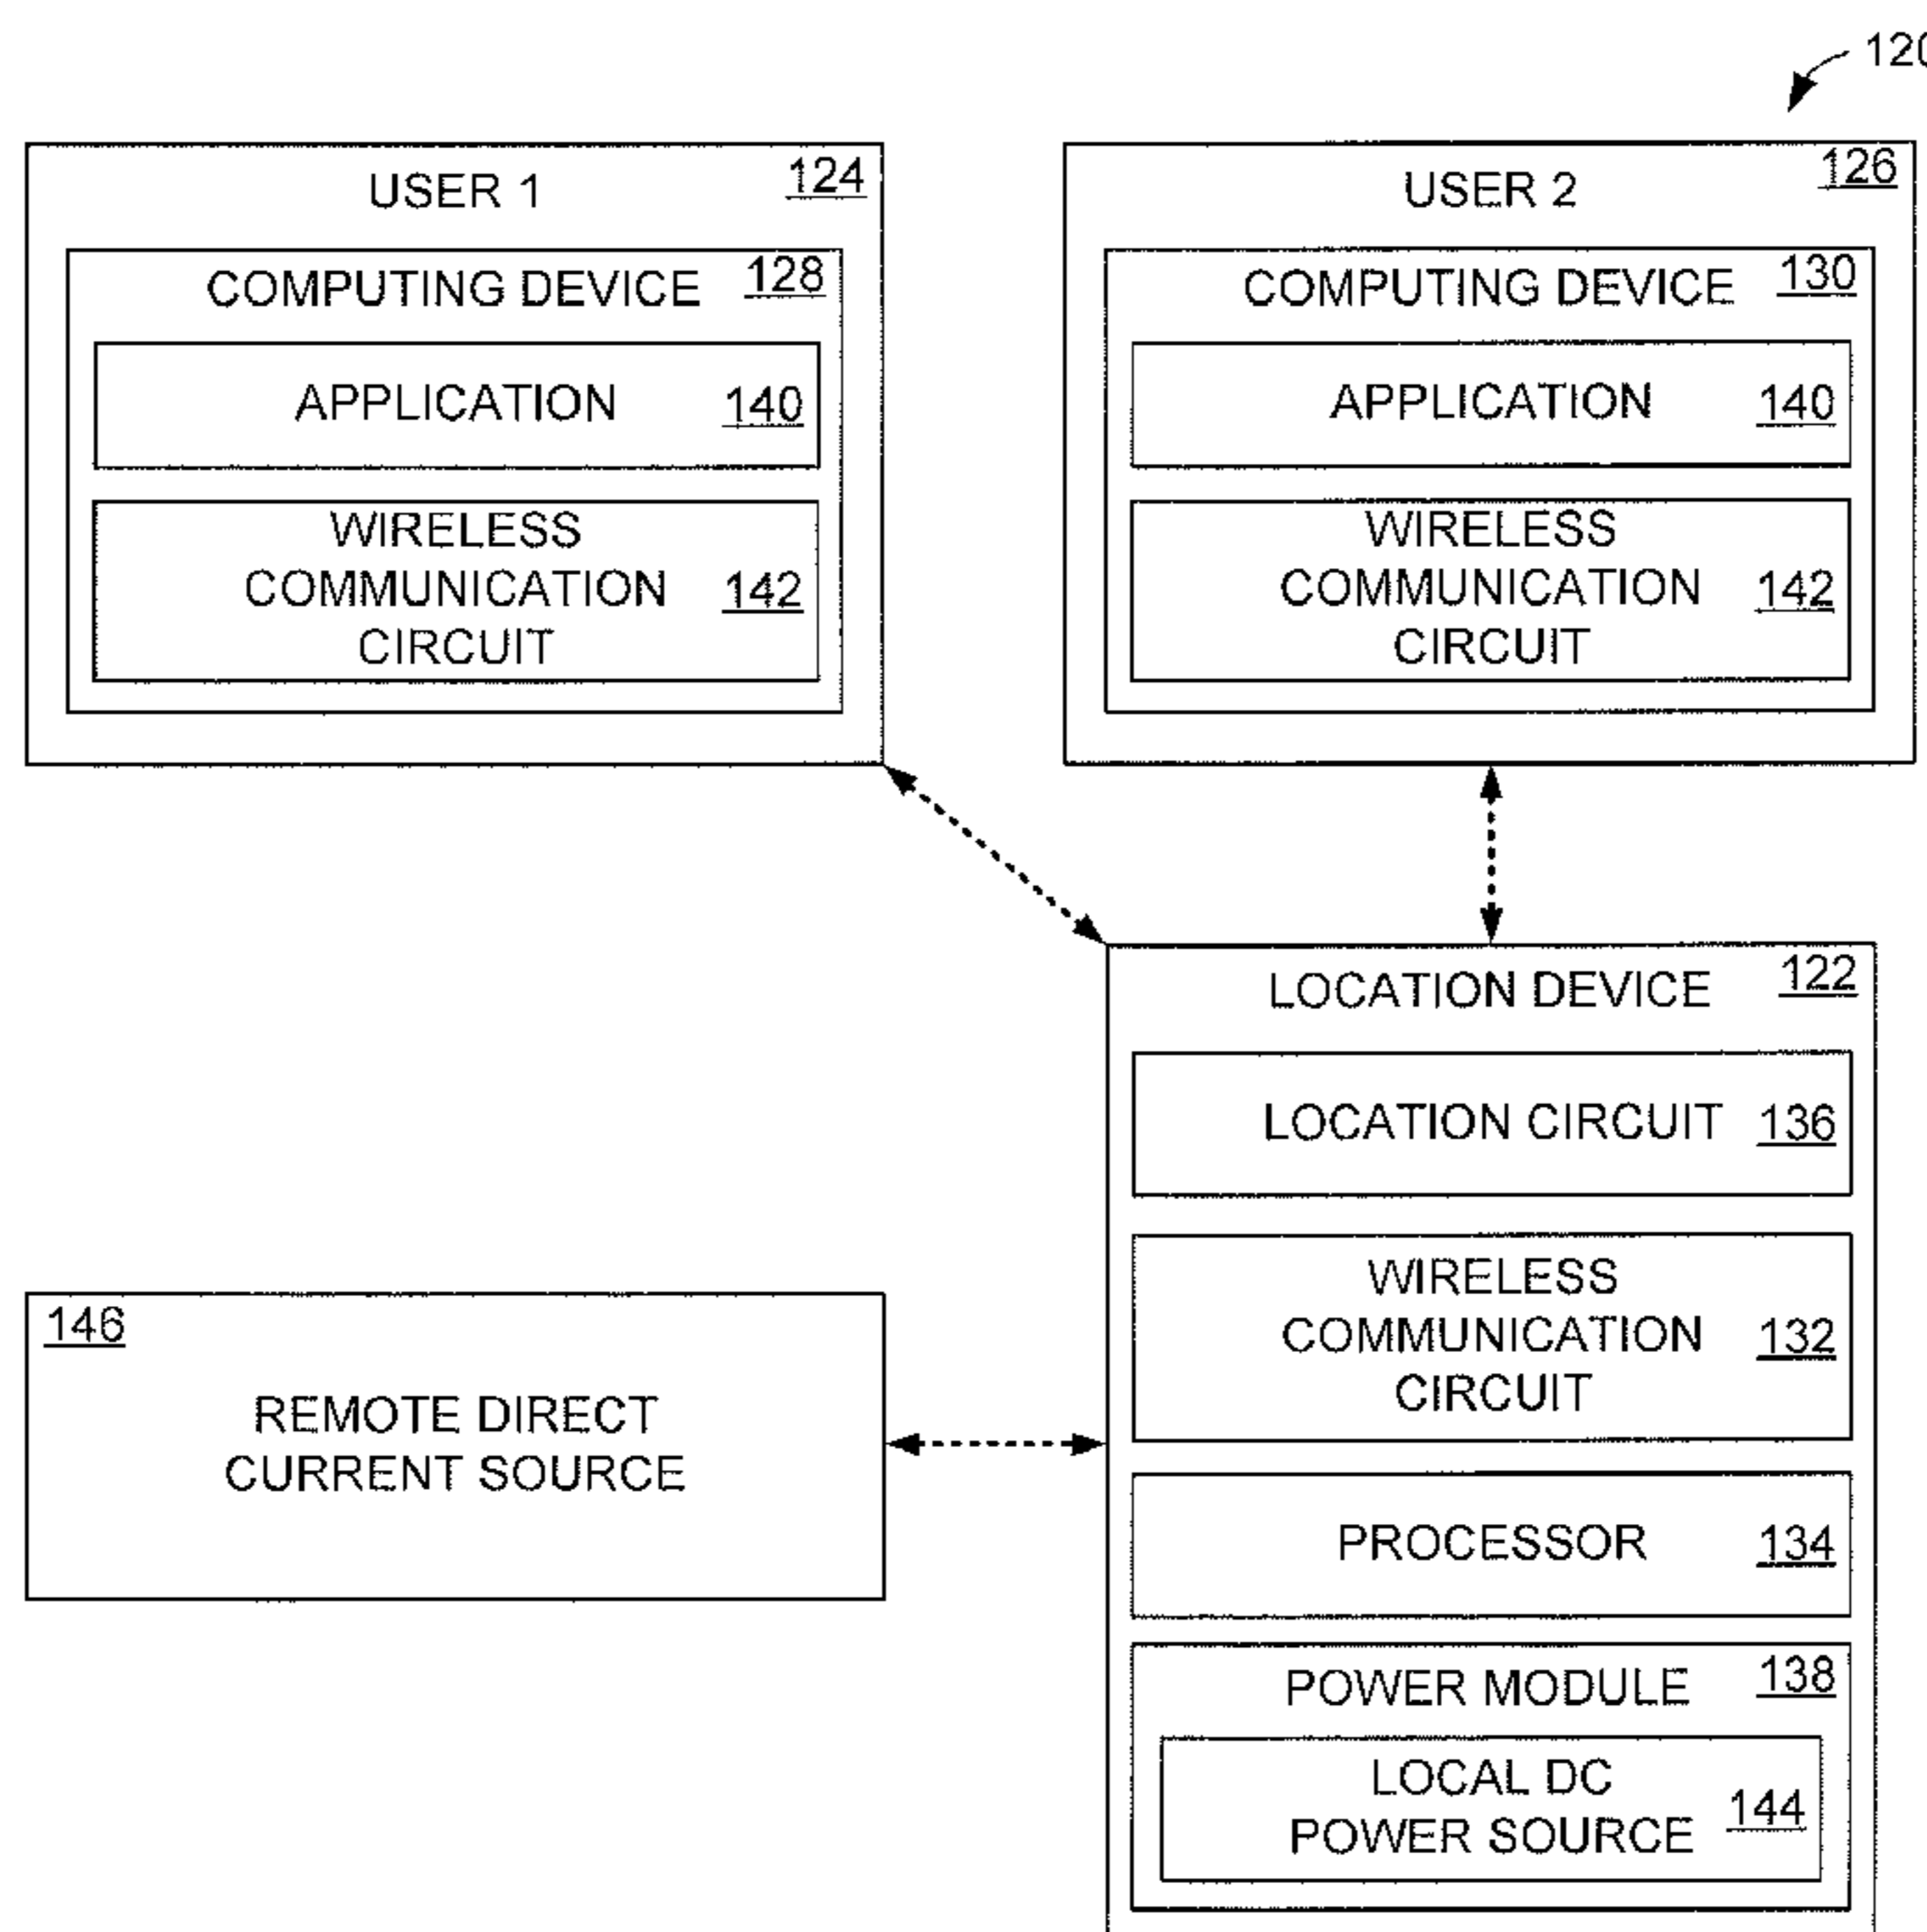 120
USER 1 124
COMPUTING DEVICE 128
APPLICATION 140
WIRELESS
COMMUNICATION 142
CIRCUIT
USER 2 126
COMPUTING DEVICE 130
APPLICATION 140
WIRELESS
COMMUNICATION 142
CIRCUIT
LOCATION DEVICE 122
LOCATION CIRCUIT 136
WIRELESS
COMMUNICATION 132
CIRCUIT
PROCESSOR 134
POWER MODULE 138
LOCAL DC
POWER SOURCE 144
146
REMOTE DIRECT
CURRENT SOURCE